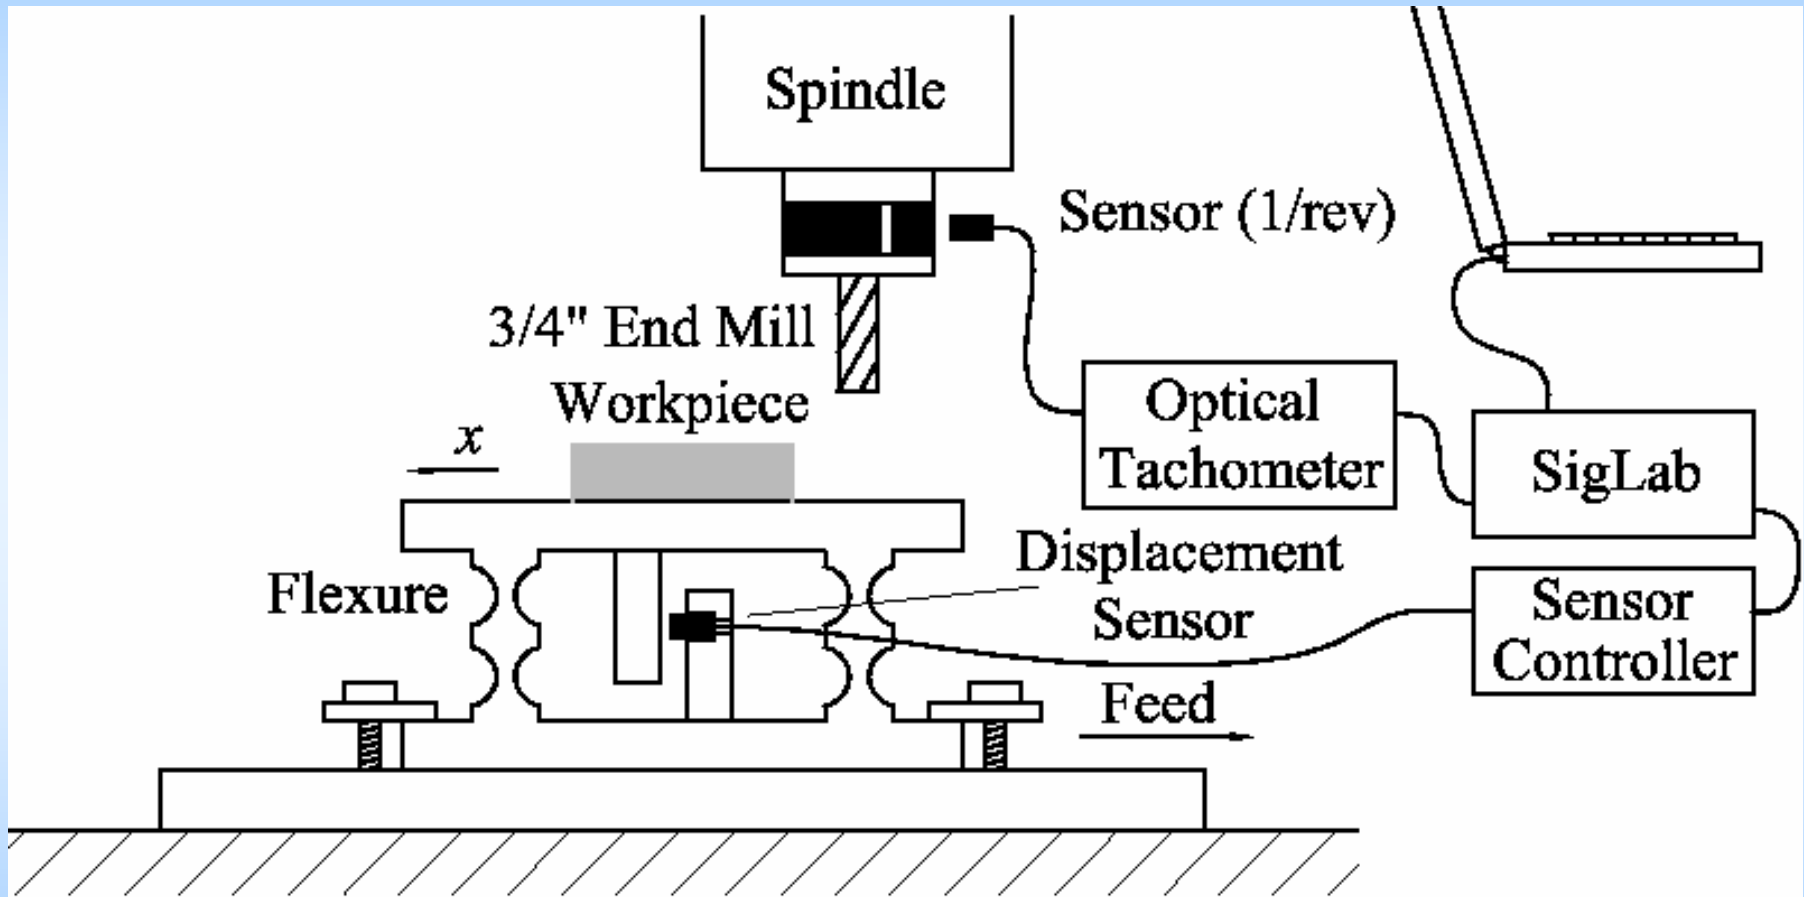 Spindle
Sensor (1/rev)
3/4" End Mill
Workpiece
x
Optical
Tachometer
SigLab
Flexure
Displacement
Sensor
Sensor
Controller
Feed